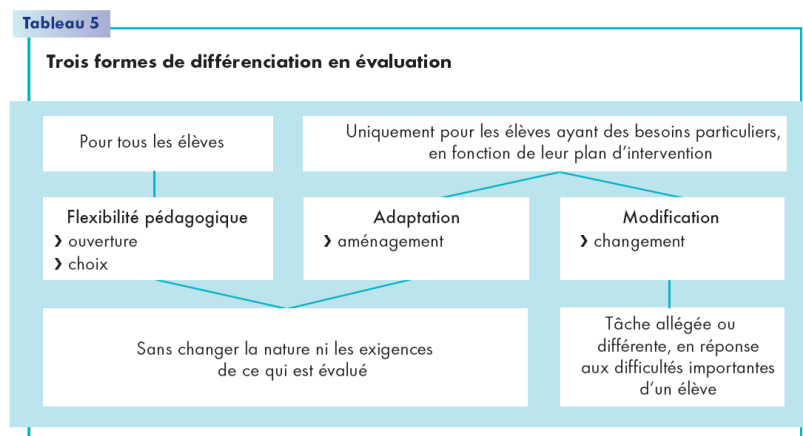 Tableau 5
Trois formes de différenciation en évaluation
Pour tous les élèves
Uniquement pour les élèves ayant des besoins particuliers,
en fonction de leur plan d’intervention
Flexibilité pédagogique
❯ ouverture
❯ choix
Adaptation
❯ aménagement
Modification
❯ changement
Sans changer la nature ni les exigences
de ce qui est évalué
Tâche allégée ou
différente, en réponse
aux difficultés importantes
d’un élève